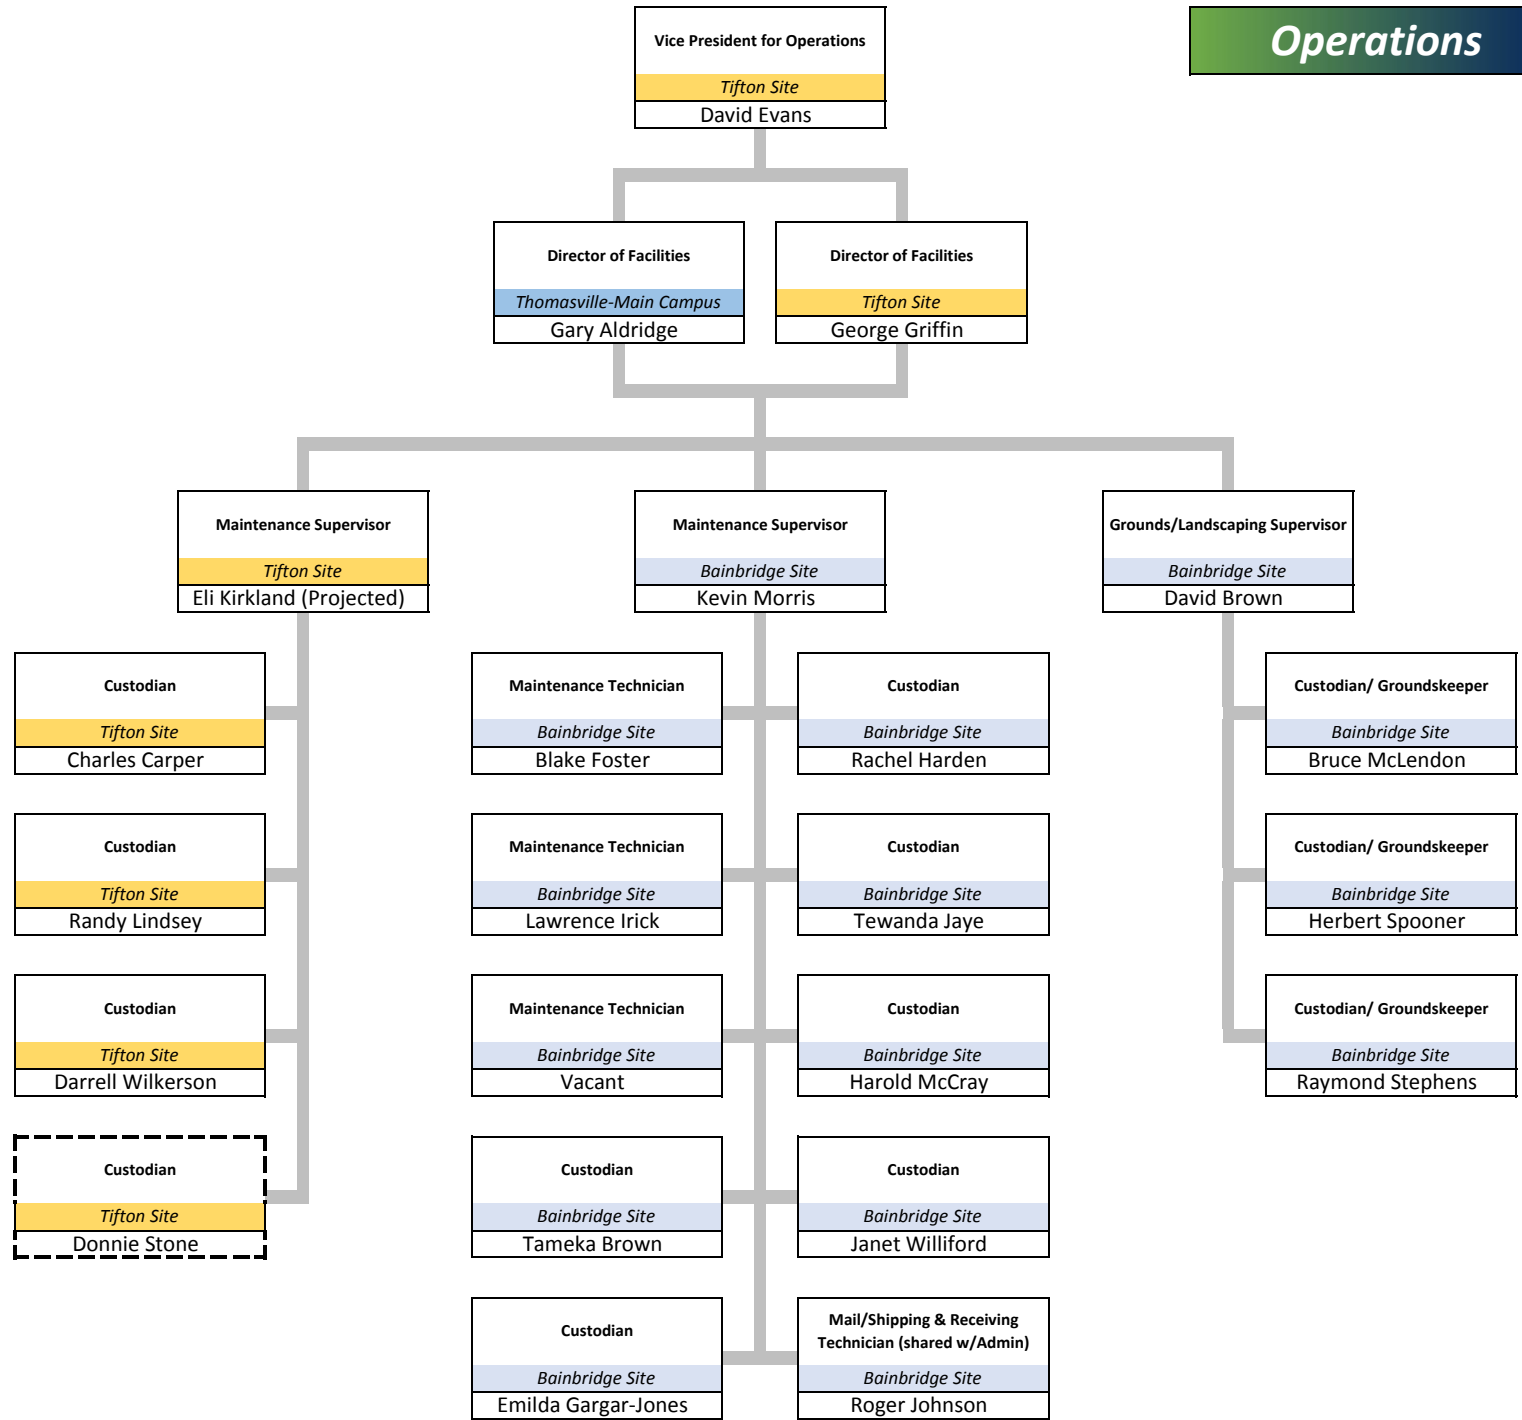 Operations
Vice President for Operations
Tifton Site
David Evans
Director of Facilities
Thomasville-Main Campus
Gary Aldridge
Director of Facilities
Tifton Site
George Griffin
Maintenance Supervisor
Tifton Site
Eli Kirkland (Projected)
Maintenance Supervisor
Bainbridge Site
Kevin Morris
Grounds/Landscaping Supervisor
Bainbridge Site
David Brown
Custodian
Tifton Site
Charles Carper
Maintenance Technician
Bainbridge Site
Blake Foster
Custodian
Bainbridge Site
Rachel Harden
Custodian/ Groundskeeper
Bainbridge Site
Bruce McLendon
Custodian
Tifton Site
Randy Lindsey
Maintenance Technician
Bainbridge Site
Lawrence Irick
Custodian
Bainbridge Site
Tewanda Jaye
Custodian/ Groundskeeper
Bainbridge Site
Herbert Spooner
Custodian
Tifton Site
Darrell Wilkerson
Maintenance Technician
Bainbridge Site
Vacant
Custodian
Bainbridge Site
Harold McCray
Custodian/ Groundskeeper
Bainbridge Site
Raymond Stephens
Custodian
Tifton Site
Donnie Stone
Custodian
Bainbridge Site
Tameka Brown
Custodian
Bainbridge Site
Janet Williford
Custodian
Bainbridge Site
Emilda Gargar-Jones
Mail/Shipping & Receiving
Technician (shared w/Admin)
Bainbridge Site
Roger Johnson